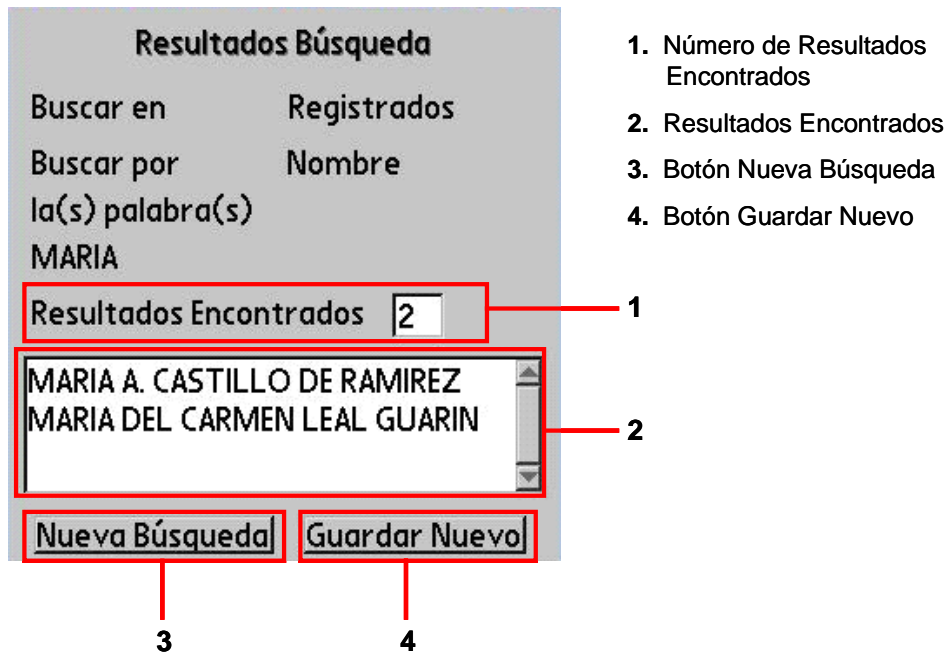 Resultados Búsqueda
Buscar en Registrados
Buscar por Nombre
la(s) palabra(s)
MARIA
Resultados Encontrados 2
MARIA A. CASTILLO DE RAMIREZ
MARIA DEL CARMEN LEAL GUARIN
Nueva Búsqueda Guardar Nuevo
1
2
3 4
1. Número de Resultados
Encontrados
2. Resultados Encontrados
3. Botón Nueva Búsqueda
4. Botón Guardar Nuevo